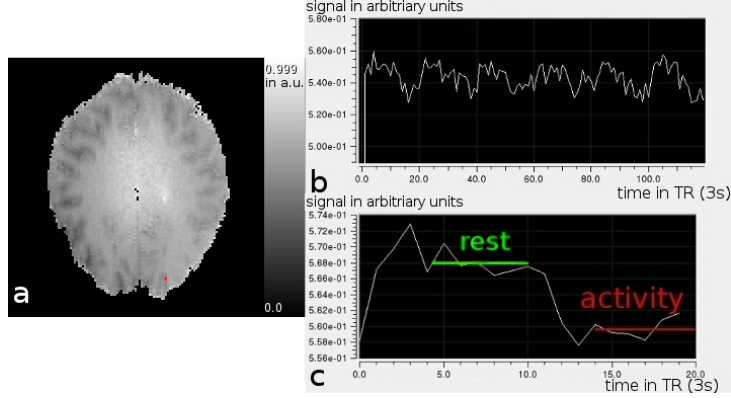 0.999
in a.u.
0.0
a
signal in arbitriary units
5.80e-01
5.60e-01
5.40e-01
5.20e-01
5.00e-01
0.0 20.0 40.0 60.0 80.0 100.0
time in TR (3s)
b
signal in arbitriary units
5.74e-01
5.72e-01
5.70e-01
5.68e-01
5.66e-01
5.64e-01
5.62e-01
5.60e-01
5.58e-01
5.56e-01
rest
activity
0.0 5.0 10.0 15.0 20.0
time in TR (3s)
c